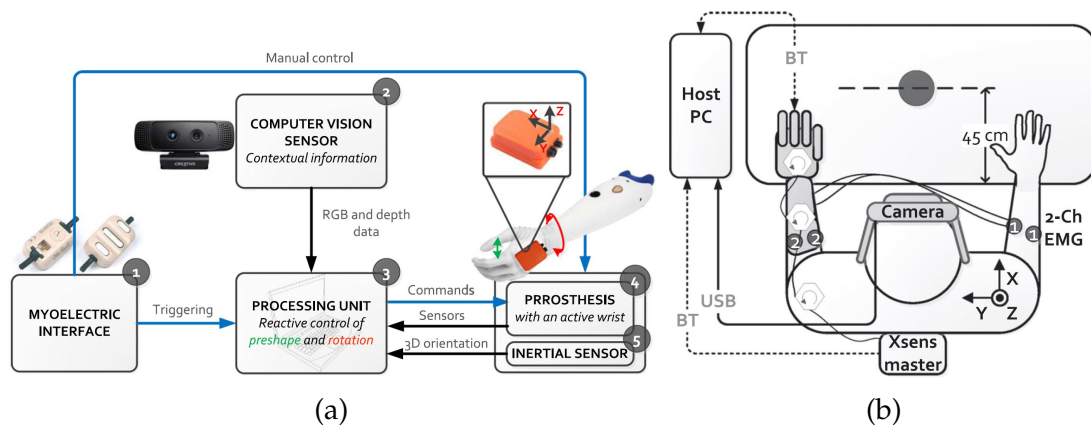 Manual control
2
COMPUTER VISION
SENSOR
Contextual information
CREATIVE
X
Z
Y
RGB and depth
data
1
MYOELECTRIC
INTERFACE
Triggering
3
PROCESSING UNIT
Reactive control of
preshape and rotation
Commands
Sensors
3D orientation
4
PRROSTHESIS
with an active wrist
5
INERTIAL SENSOR
(a)
BT
Host
PC
45 cm
Camera
2 2
1 1
2-Ch
EMG
USB
BT
X
Y
Z
Xsens
master
(b)